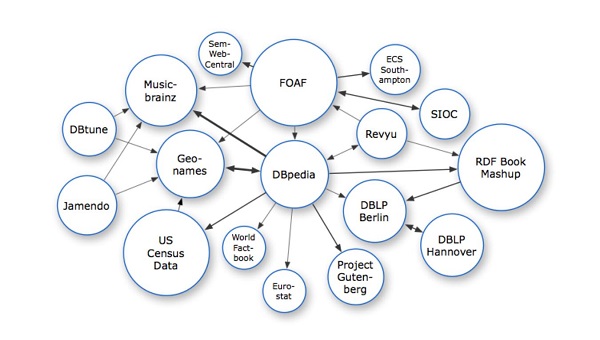 Sem-
Web-
Central
FOAF
ECS
South-
ampton
Music-
brainz
SIOC
DBtune
Revyu
Geo-
names
DBpedia
RDF Book
Mashup
Jamendo
DBLP
Berlin
US
Census
Data
World
Fact-
book
DBLP
Hannover
Project
Guten-
berg
Euro-
stat